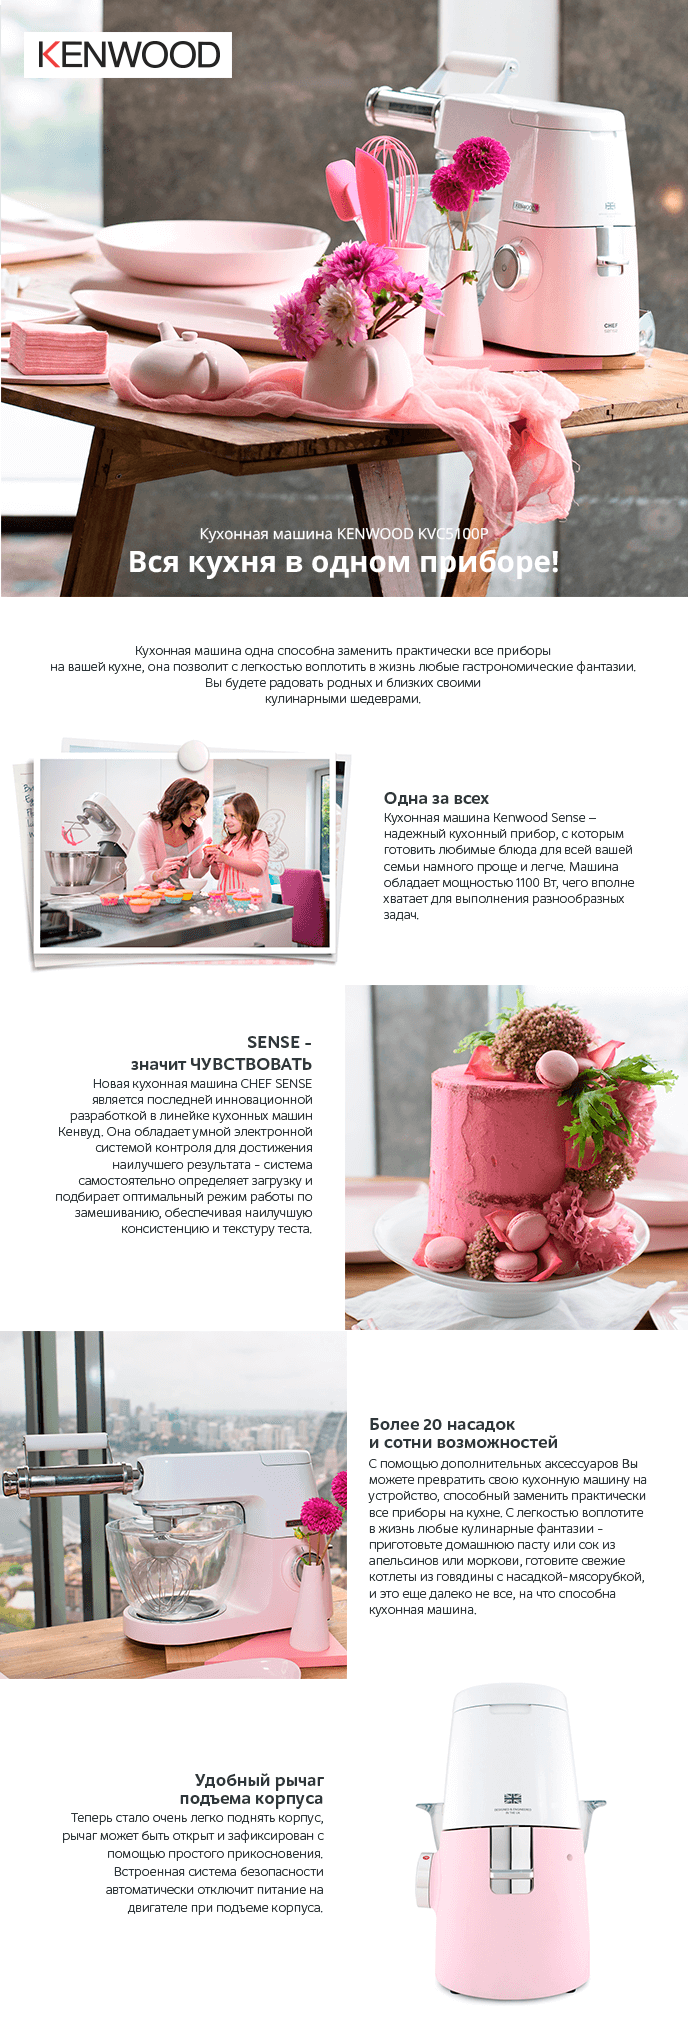 KENWOOD
KENWOOD
CHEF
Кухонная машина KENWOOD KVC5100P
Вся кухня в одном приборе!
Кухонная машина одна способна заменить практически все приборы
на вашей кухне, она позволит с легкостью воплотить в жизнь любые гастрономические фантазии.
Вы будете радовать родных и близких своими
кулинарными шедеврами.
Одна за всех
Кухонная машина Kenwood Sense –
надежный кухонный прибор, с которым
готовить любимые блюда для всей вашей
семьи намного проще и легче. Машина
обладает мощностью 1100 Вт, чего вполне
хватает для выполнения разнообразных
задач.
SENSE -
значит ЧУВСТВОВАТЬ
Новая кухонная машина CHEF SENSE
является последней инновационной
разработкой в линейке кухонных машин
Кенвуд. Она обладает умной электронной
системой контроля для достижения
наилучшего результата - система
самостоятельно определяет загрузку и
подбирает оптимальный режим работы по
замешиванию, обеспечивая наилучшую
консистенцию и текстуру теста.
Более 20 насадок
и сотни возможностей
С помощью дополнительных аксессуаров Вы
можете превратить свою кухонную машину на
устройство, способный заменить практически
все приборы на кухне. С легкостью воплотите
в жизнь любые кулинарные фантазии -
приготовьте домашнюю пасту или сок из
апельсинов или моркови, готовите свежие
котлеты из говядины с насадкой-мясорубкой,
и это еще далеко не все, на что способна
кухонная машина.
Удобный рычаг
подъема корпуса
Теперь стало очень легко поднять корпус,
рычаг может быть открыт и зафиксирован с
помощью простого прикосновения.
Встроенная система безопасности
автоматически отключит питание на
двигателе при подъеме корпуса.